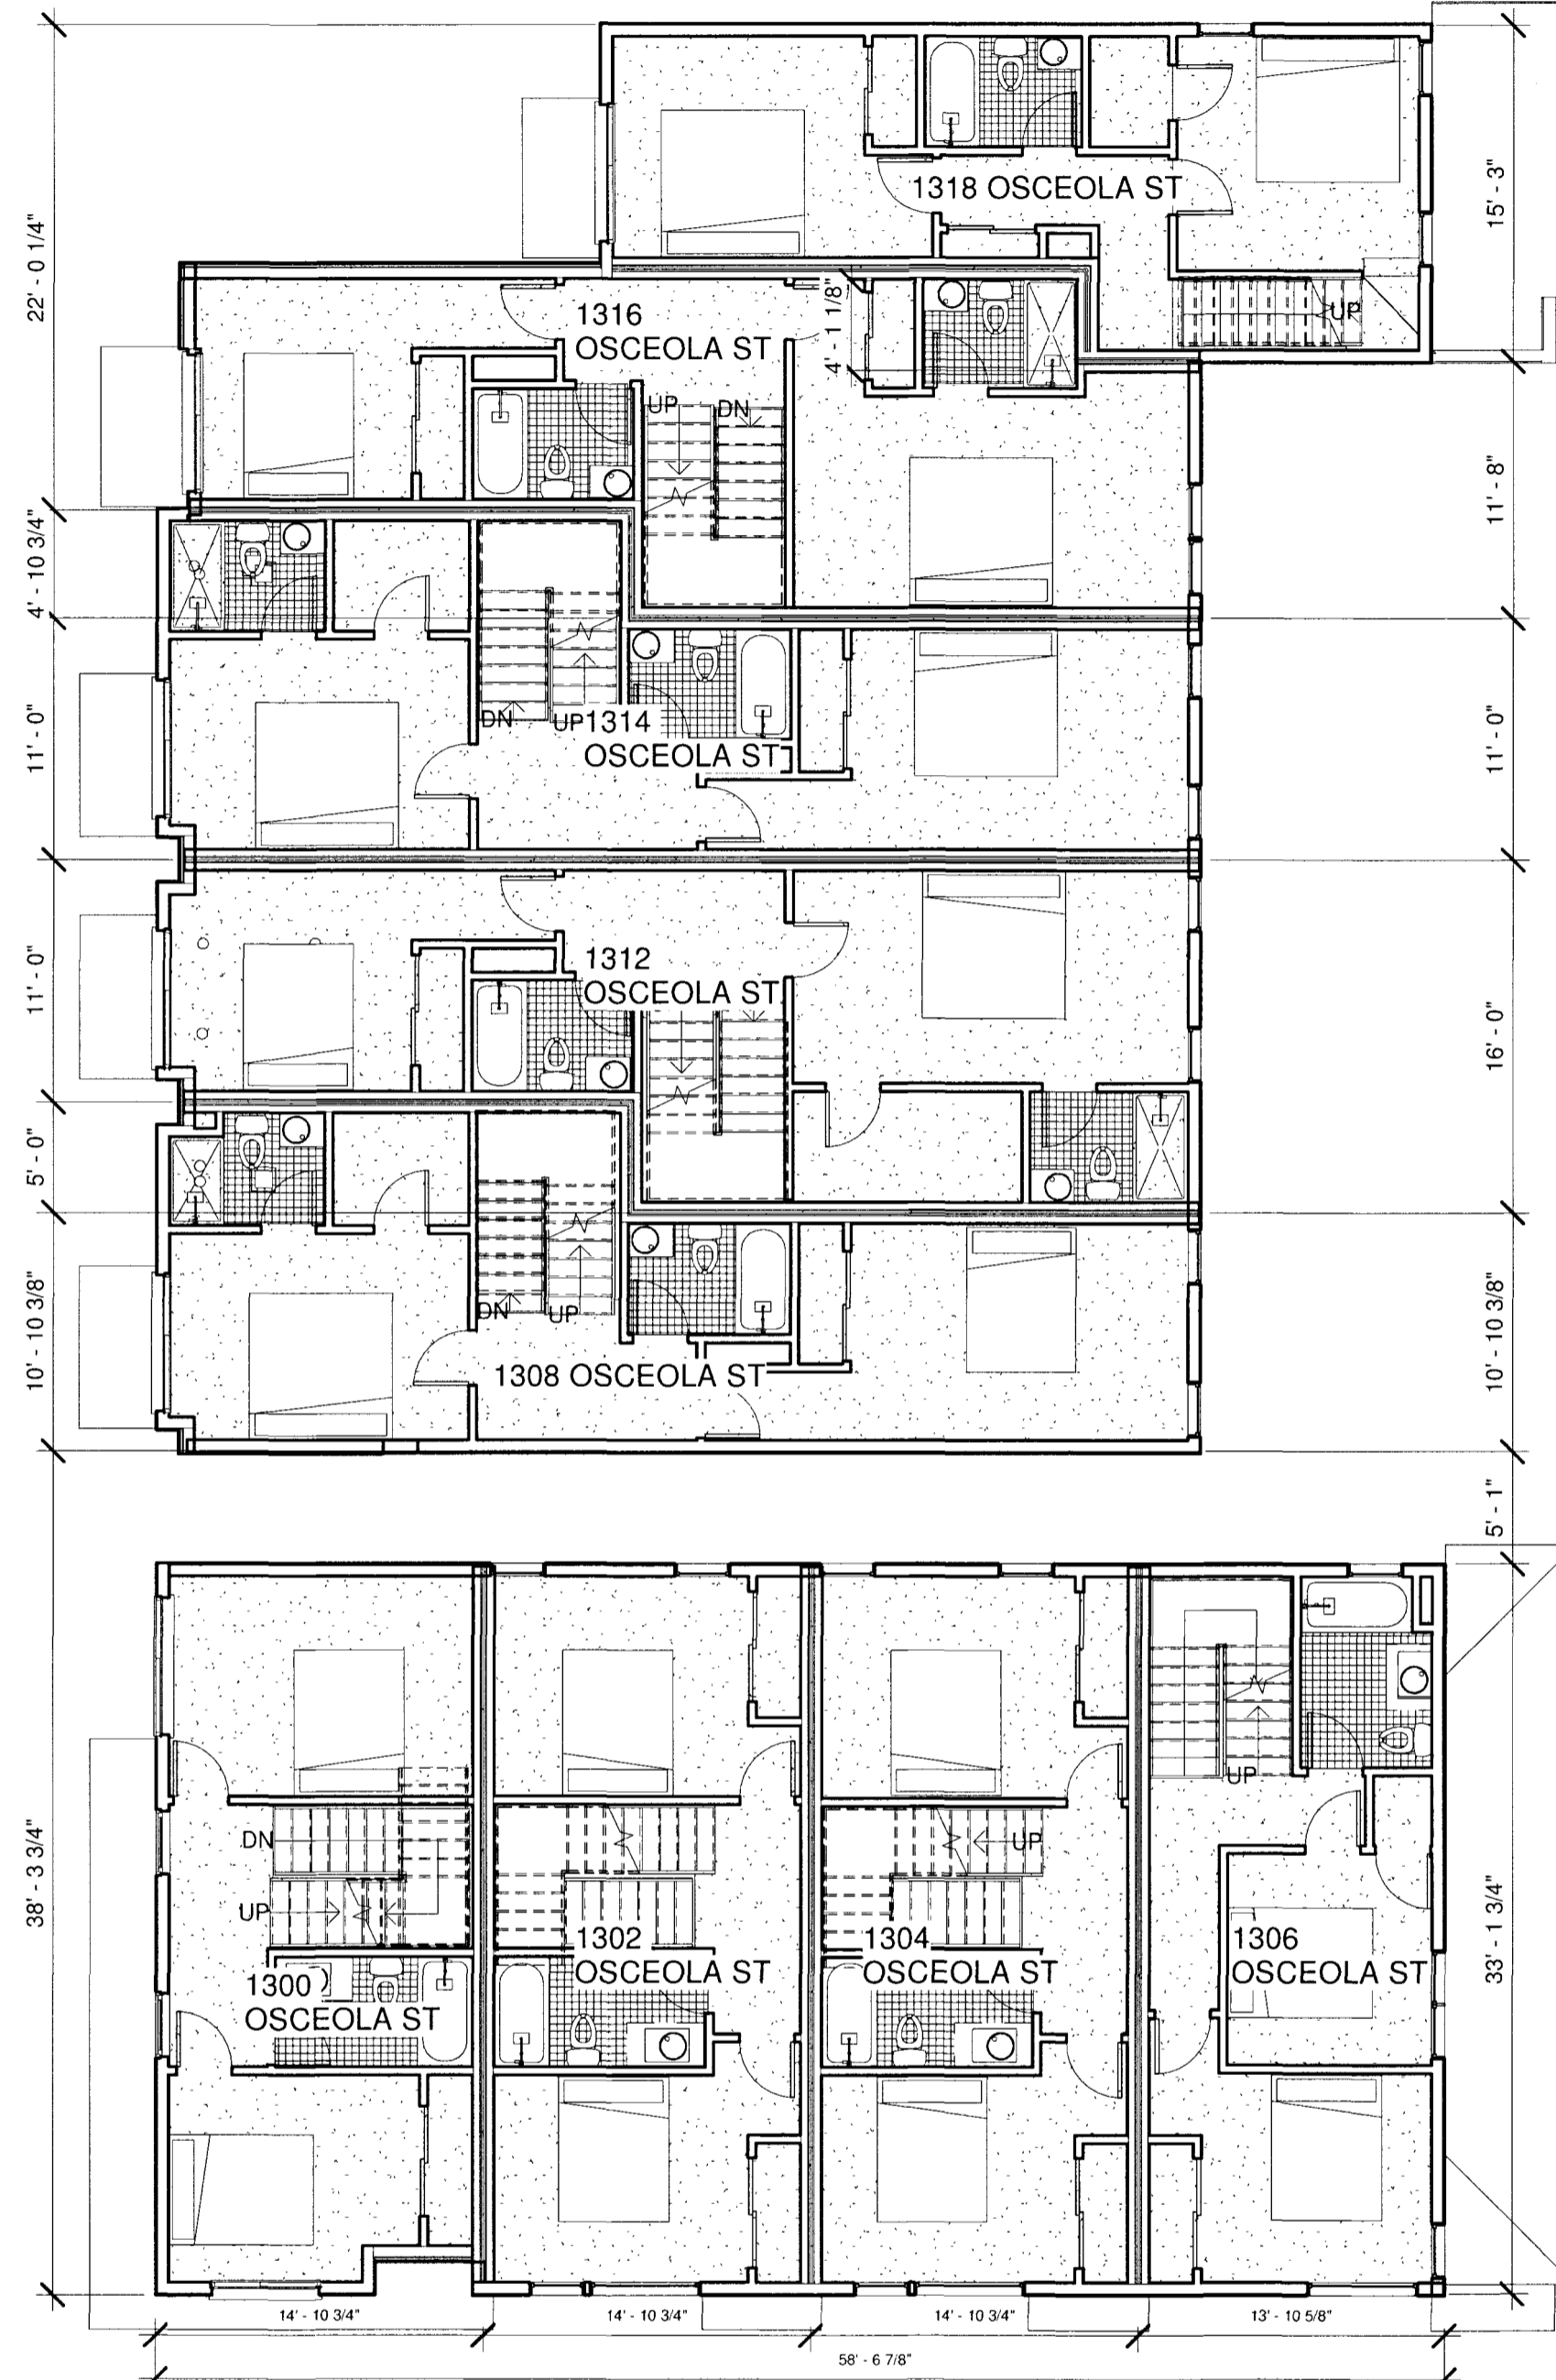 22' - 0 1/4"
15' - 3"
1318 OSCEOLA ST
UP
1316
OSCEOLA ST
4' - 1 1/8"
UP
DN
11' - 8"
4' - 10 3/4"
11' - 0"
DN
UP
1314
OSCEOLA ST
11' - 0"
11' - 0"
1312
OSCEOLA ST
16' - 0"
5' - 0"
10' - 10 3/8"
DN
UP
1308 OSCEOLA ST
10' - 10 3/8"
5' - 1"
38' - 3 3/4"
UP
DN
UP
UP
1300
OSCEOLA ST
1302
OSCEOLA ST
1304
OSCEOLA ST
1306
OSCEOLA ST
33' - 1 3/4"
14' - 10 3/4"
14' - 10 3/4"
14' - 10 3/4"
13' - 10 5/8"
58' - 6 7/8"